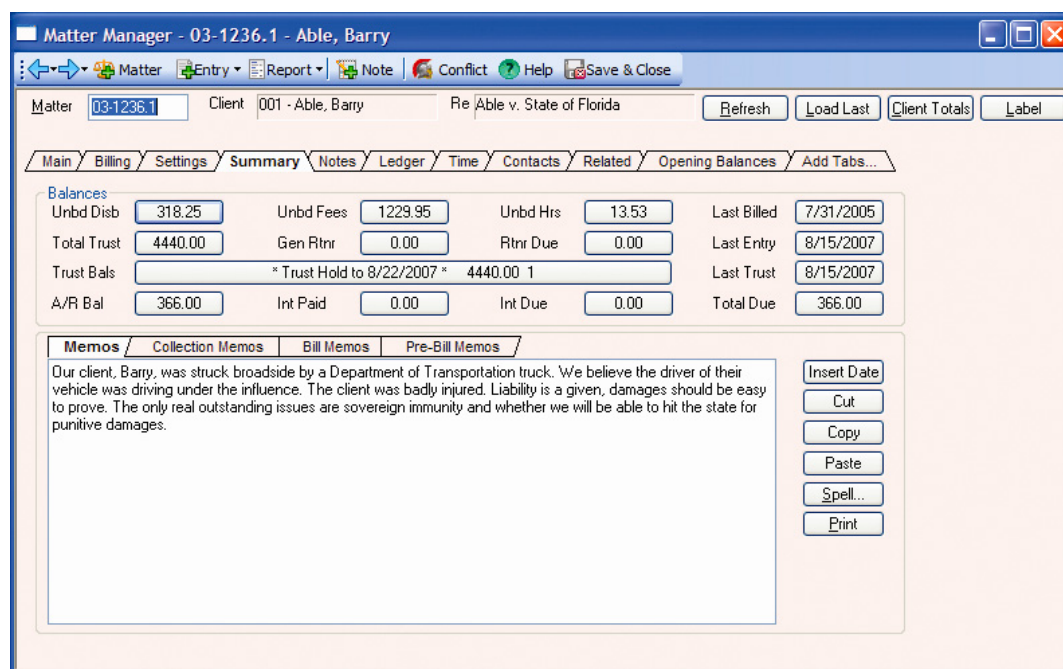 Matter Manager - 03-1236.1 - Able, Barry
Matter Entry Report Note Conflict Help Save & Close
Matter 03-1236.1 Client 001 - Able, Barry Re Able v. State of Florida Refresh Load Last Client Totals Label
Main Billing Settings Summary Notes Ledger Time Contacts Related Opening Balances Add Tabs...
Balances
Unbd Disb 318.25 Unbd Fees 1229.95 Unbd Hrs 13.53 Last Billed 7/31/2005
Total Trust 4440.00 Gen Rtnr 0.00 Rtnr Due 0.00 Last Entry 8/15/2007
Trust Bals * Trust Hold to 8/22/2007 * 4440.00 1 Last Trust 8/15/2007
A/R Bal 366.00 Int Paid 0.00 Int Due 0.00 Total Due 366.00
Memos Collection Memos Bill Memos Pre-Bill Memos
Our client, Barry, was struck broadside by a Department of Transportation truck. We believe the driver of their
vehicle was driving under the influence. The client was badly injured. Liability is a given, damages should be easy
to prove. The only real outstanding issues are sovereign immunity and whether we will be able to hit the state for
punitive damages.
Insert Date
Cut
Copy
Paste
Spell...
Print